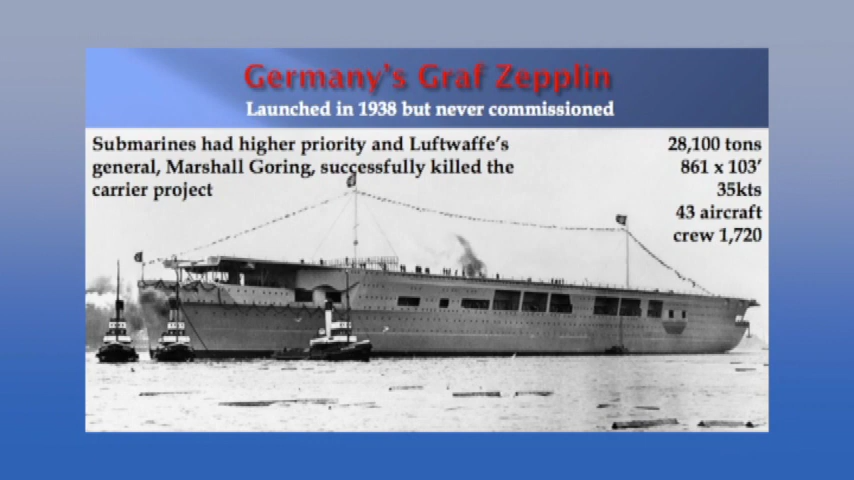 Germany's Graf Zepplin
Launched in 1938 but never commissioned
Submarines had higher priority and Luftwaffe's
general, Marshall Goring, successfully killed the
carrier project
28,100 tons
861 x 103'
35kts
43 aircraft
crew 1,720